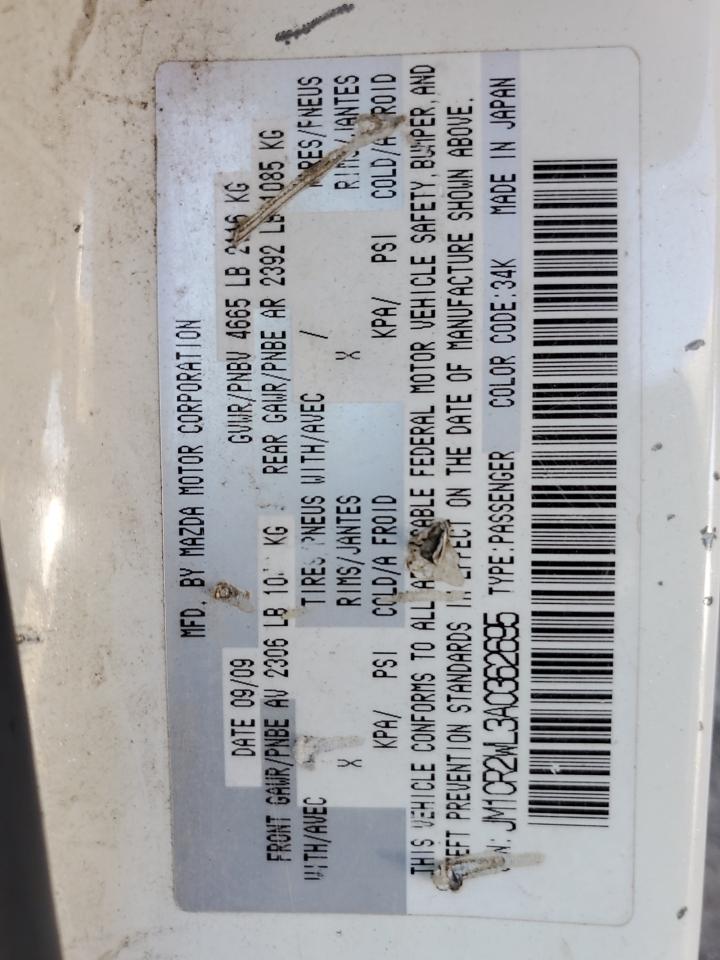 MFD. BY MAZDA MOTOR CORPORATION
DATE 09/09 GVWR/PNBV 4665 LB 2116 KG
FRONT GAWR/PNBE AV 2306 LB KG REAR GAWR/PNBE AR 2392 LB 1085 KG
WITH/AVEC TIRES/PNEUS WITH/AVEC / TIRES/PNEUS
X RIMS/JANTES X RIMS/JANTES
KPA/ PSI COLD/A FROID KPA/ PSI COLD/A FROID
THIS VEHICLE CONFORMS TO ALL APPLICABLE FEDERAL MOTOR VEHICLE SAFETY, BUMPER, AND
THEFT PREVENTION STANDARDS IN EFFECT ON THE DATE OF MANUFACTURE SHOWN ABOVE.
VIN: JM1CR2WL3A0362695 TYPE:PASSENGER COLOR CODE:34K MADE IN JAPAN